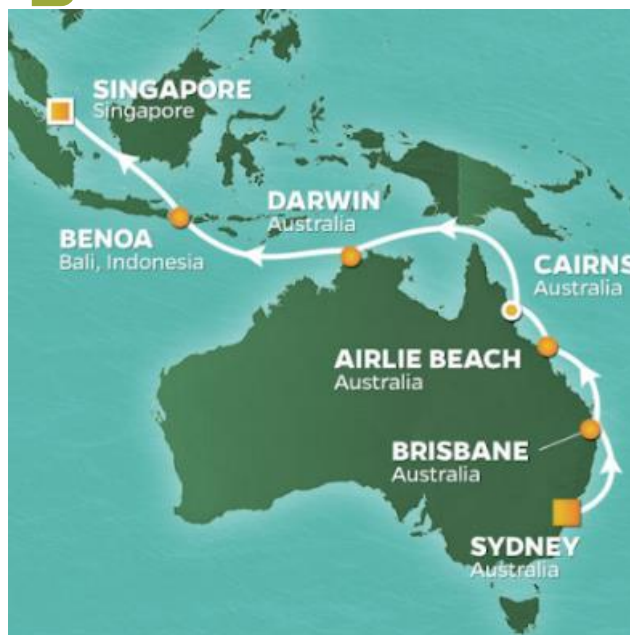 SINGAPORE
Singapore
DARWIN
Australia
BENOA
Bali, Indonesia
CAIRNS
Australia
AIRLIE BEACH
Australia
BRISBANE
Australia
SYDNEY
Australia